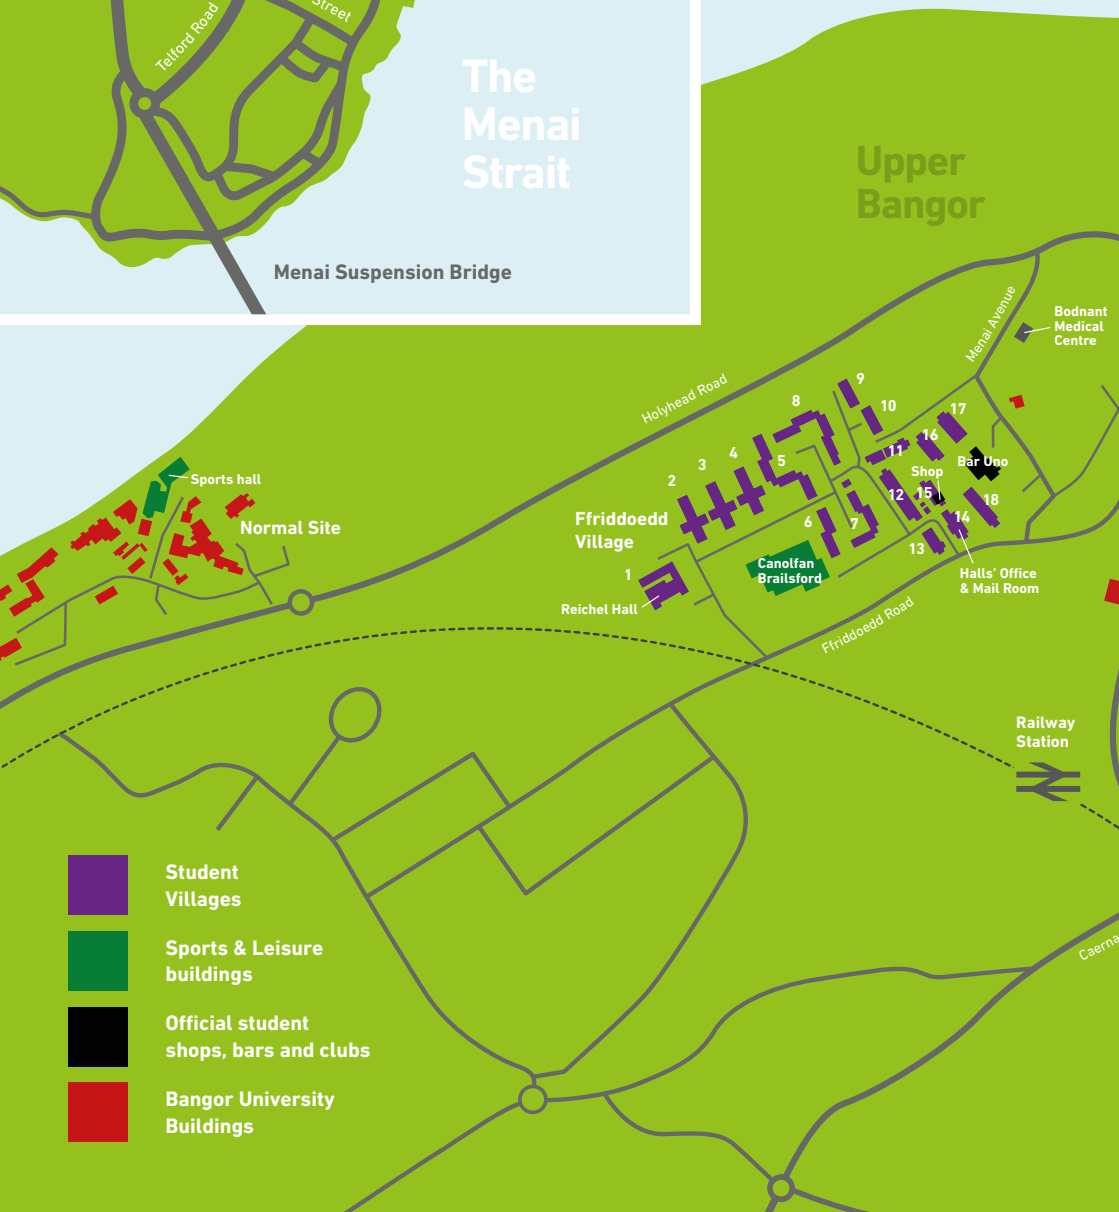 Telford Road
Street
The
Menai
Strait
Menai Suspension Bridge
Upper
Bangor
Holyhead Road
Menai Avenue
Bodnant
Medical
Centre
9
8
10
17
16
11
4
3
2
5
Shop
Bar Uno
12
15
18
14
13
6
7
Ffriddoedd
Village
1
Reichel Hall
Canolfan
Brailsford
Halls' Office
& Mail Room
Ffriddoedd Road
Sports hall
Normal Site
Railway
Station
Caerna
Student
Villages
Sports & Leisure
buildings
Official student
shops, bars and clubs
Bangor University
Buildings